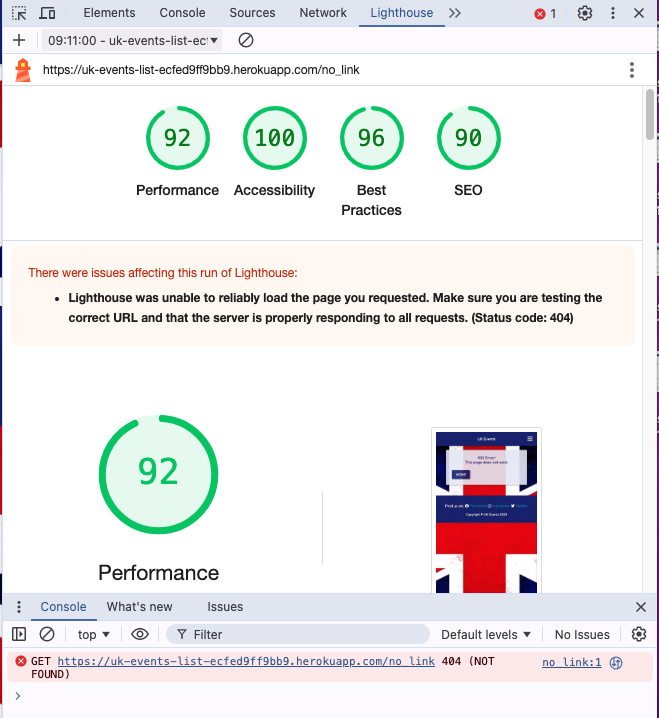 Elements Console Sources Network Lighthouse 1
09:11:00 - uk-events-list-ec
https://uk-events-list-ecfed9ff9bb9.herokuapp.com/no_link
92 100 96 90
Performance Accessibility Best Practices SEO
There were issues affecting this run of Lighthouse:
• Lighthouse was unable to reliably load the page you requested. Make sure you are testing the
correct URL and that the server is properly responding to all requests. (Status code: 404)
92
Performance
UK Events
404 Error!
This page does not exist
HOME
Find us on: Facebook Instagram Twitter
Copyright © UK Events 2024
Console What's new Issues
top Filter Default levels No Issues
GET https://uk-events-list-ecfed9ff9bb9.herokuapp.com/no_link 404 (NOT no_link:1
FOUND)